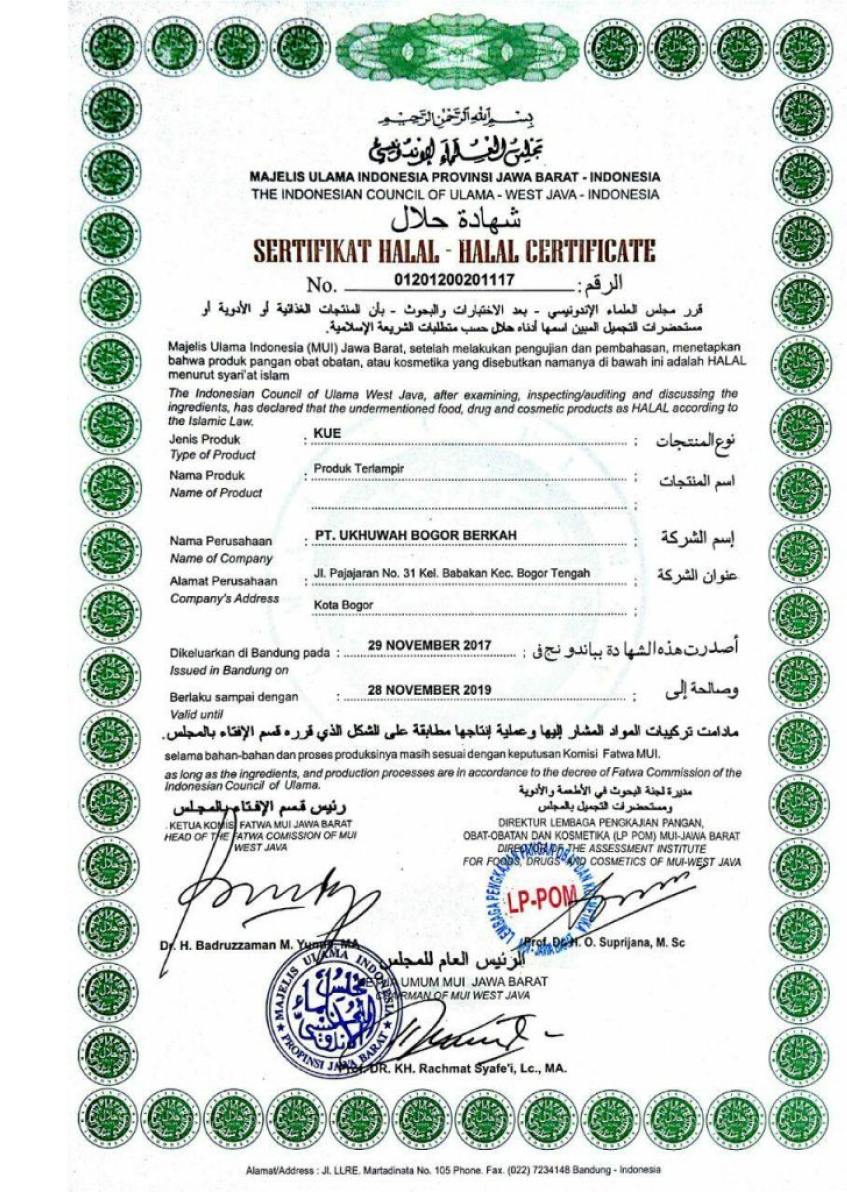 بسم الله الرحمن الرحيم
مجلس العلماء الإندونيسي
MAJELIS ULAMA INDONESIA PROVINSI JAWA BARAT - INDONESIA
THE INDONESIAN COUNCIL OF ULAMA - WEST JAVA - INDONESIA
شهادة حلال
SERTIFIKAT HALAL - HALAL CERTIFICATE
No. 01201200201117 : الرقم
قرر مجلس العلماء الإندونيسي - بعد الاختبارات والبحوث - بأن المنتجات الغذائية أو الأدوية أو
مستحضرات التجميل المبين اسمها أدناه حلال حسب متطلبات الشريعة الإسلامية.
Majelis Ulama Indonesia (MUI) Jawa Barat, setelah melakukan pengujian dan pembahasan, menetapkan
bahwa produk pangan obat obatan, atau kosmetika yang disebutkan namanya di bawah ini adalah HALAL
menurut syari'at islam
The Indonesian Council of Ulama West Java, after examining, inspecting/auditing and discussing the
ingredients, has declared that the undermentioned food, drug and cosmetic products as HALAL according to
the Islamic Law.
Jenis Produk : KUE ; نوع المنتجات
Type of Product
Nama Produk : Produk Terlampir ; اسم المنتجات
Name of Product ;
Nama Perusahaan : PT. UKHUWAH BOGOR BERKAH ; إسم الشركة
Name of Company
Alamat Perusahaan : Jl. Pajajaran No. 31 Kel. Babakan Kec. Bogor Tengah ; عنوان الشركة
Company's Address Kota Bogor ;
Dikeluarkan di Bandung pada : 29 NOVEMBER 2017 ; أصدرت هذه الشهادة بباندونج في
Issued in Bandung on
Berlaku sampai dengan : 28 NOVEMBER 2019 ; وصالحة إلى
Valid until
مادامت تركيبات المواد المشار إليها وعملية إنتاجها مطابقة على الشكل الذي قرره قسم الإفتاء بالمجلس.
selama bahan-bahan dan proses produksinya masih sesuai dengan keputusan Komisi Fatwa MUI.
as long as the ingredients, and production processes are in accordance to the decree of Fatwa Commission of the
Indonesian Council of Ulama.
رئيس قسم الإفتاء بالمجلس
KETUA KOMISI FATWA MUI JAWA BARAT
HEAD OF THE FATWA COMISSION OF MUI
WEST JAVA
Dr. H. Badruzzaman M. Yunus, MA
مديرة لجنة البحوث في الأطعمة والأدوية
ومستحضرات التجميل بالمجلس
DIREKTUR LEMBAGA PENGKAJIAN PANGAN,
OBAT-OBATAN DAN KOSMETIKA (LP POM) MUI-JAWA BARAT
DIRECTOR OF THE ASSESSMENT INSTITUTE
FOR FOODS, DRUGS AND COSMETICS OF MUI-WEST JAVA
LP-POM
Prof. Dr. H. O. Suprijana, M. Sc
الرئيس العام للمجلس
KETUA UMUM MUI JAWA BARAT
CHAIRMAN OF MUI WEST JAVA
MAJELIS ULAMA INDONESIA
PROPINSI JAWA BARAT
Prof. DR. KH. Rachmat Syafe'i, Lc., MA.
Alamat/Address : Jl. LLRE. Martadinata No. 105 Phone. Fax. (022) 7234148 Bandung - Indonesia